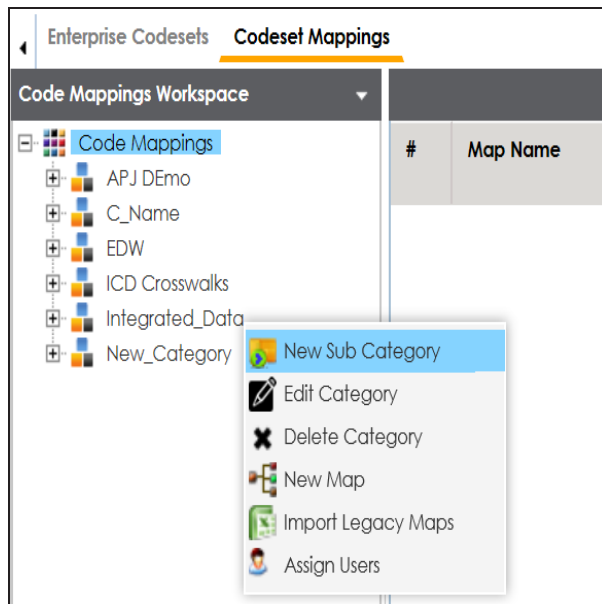 Enterprise Codesets Codeset Mappings
Code Mappings Workspace
# Map Name
Code Mappings
APJ DEmo
C_Name
EDW
ICD Crosswalks
Integrated_Data
New_Category
New Sub Category
Edit Category
Delete Category
New Map
Import Legacy Maps
Assign Users